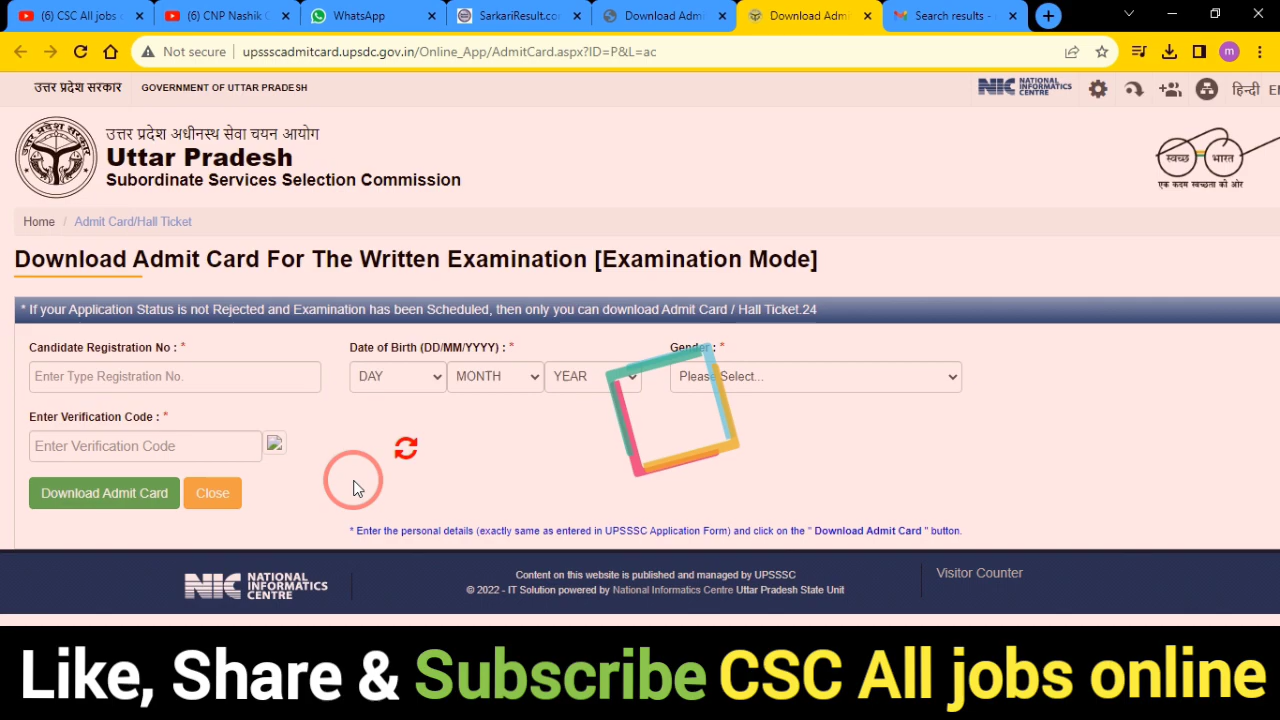 (6) CSC All jobs o
(6) CNP Nashik C
WhatsApp
SarkariResult.co
Download Admi
Download Admi
Search results - p
Not secure
upssscadmitcard.upsdc.gov.in/Online_App/AdmitCard.aspx?ID=P&L=ac
m
उत्तर प्रदेश सरकार
GOVERNMENT OF UTTAR PRADESH
NIC NATIONAL INFORMATICS CENTRE
हिन्दी
EN
उत्तर प्रदेश अधीनस्थ सेवा चयन आयोग
Uttar Pradesh
Subordinate Services Selection Commission
स्वच्छ भारत
एक कदम स्वच्छता की ओर
Home / Admit Card/Hall Ticket
Download Admit Card For The Written Examination [Examination Mode]
* If your Application Status is not Rejected and Examination has been Scheduled, then only you can download Admit Card / Hall Ticket.24
Candidate Registration No : *
Date of Birth (DD/MM/YYYY) : *
Gender : *
Enter Type Registration No.
DAY
MONTH
YEAR
Please Select...
Enter Verification Code : *
Enter Verification Code
Download Admit Card
Close
* Enter the personal details (exactly same as entered in UPSSSC Application Form) and click on the " Download Admit Card " button.
NIC NATIONAL INFORMATICS CENTRE
Content on this website is published and managed by UPSSSC
© 2022 - IT Solution powered by National Informatics Centre Uttar Pradesh State Unit
Visitor Counter
Like, Share & Subscribe CSC All jobs online